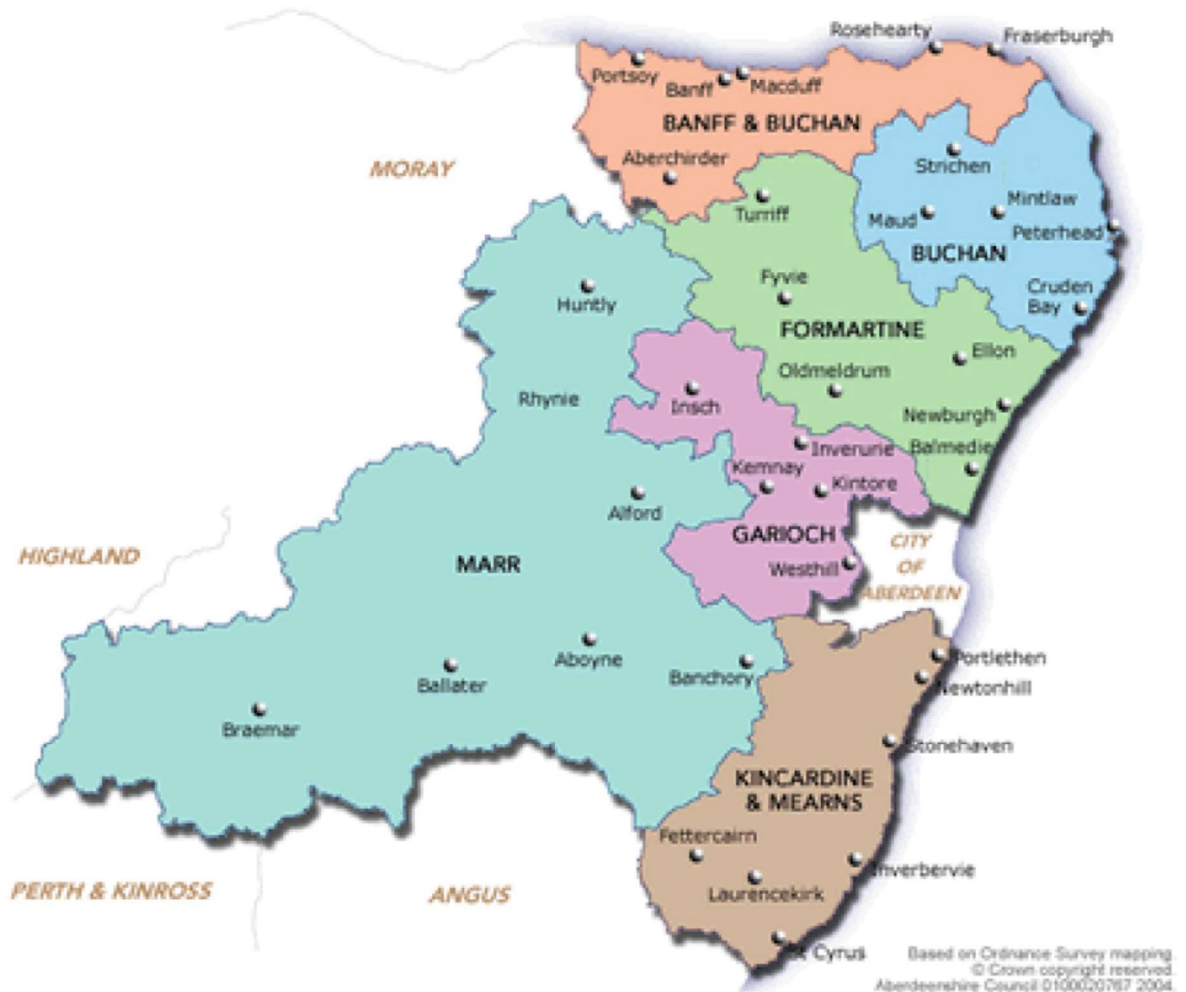 Rosehearty
Fraserburgh
Portsoy
Banff
Macduff
BANFF & BUCHAN
Aberchirder
MORAY
Strichen
Turriff
Maud
Mintlaw
Peterhead
BUCHAN
Huntly
Fyvie
Cruden
Bay
FORMARTINE
Ellon
Oldmeldrum
Rhynie
Insch
Newburgh
Inverurie
Balmedie
Kemnay
Kintore
Alford
GARIOCH
CITY
OF
ABERDEEN
HIGHLAND
MARR
Westhill
Aboyne
Banchory
Portlethen
Ballater
Newtonhill
Braemar
Stonehaven
KINCARDINE
& MEARNS
Fettercairn
Inverbervie
PERTH & KINROSS
ANGUS
Laurencekirk
St Cyrus
Based on Ordnance Survey mapping.
© Crown copyright reserved.
Aberdeenshire Council 0100020767 2004.